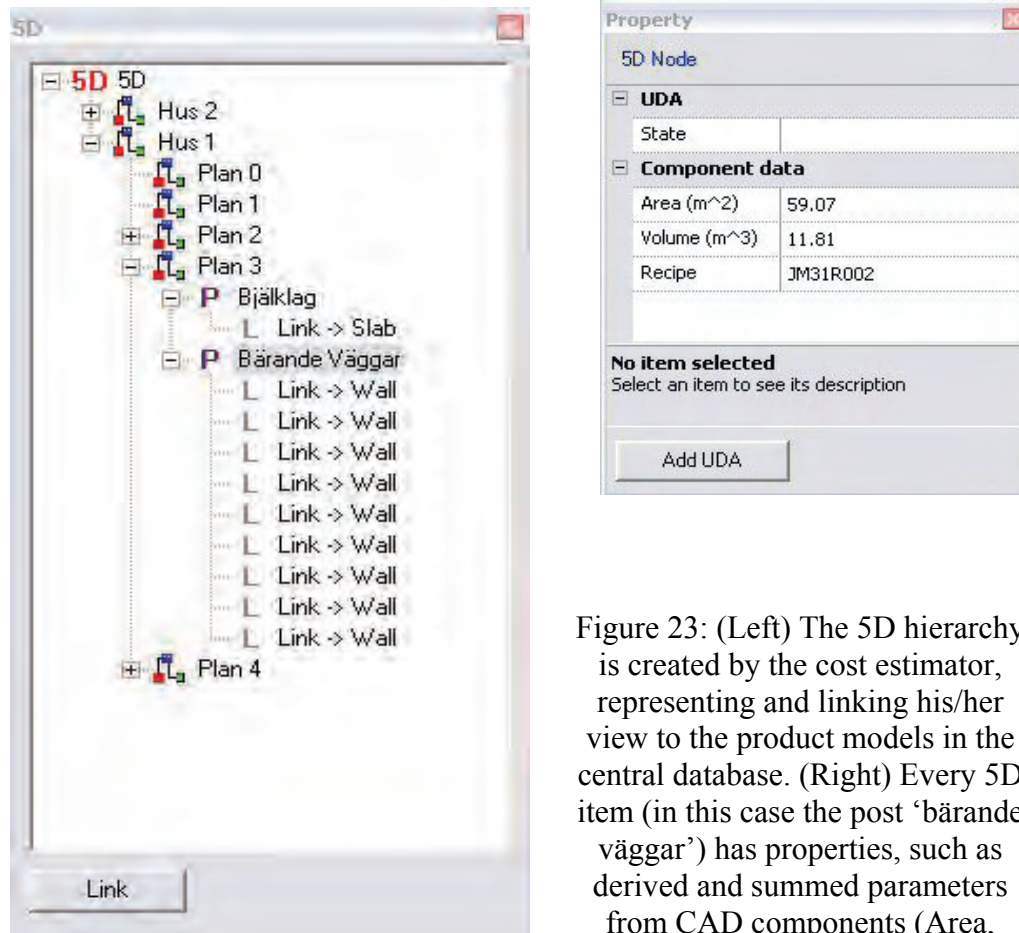 5D
5D 5D
Hus 2
Hus 1
Plan 0
Plan 1
Plan 2
Plan 3
P Bjälklag
L Link -> Slab
P Bärande Väggar
L Link -> Wall
L Link -> Wall
L Link -> Wall
L Link -> Wall
L Link -> Wall
L Link -> Wall
L Link -> Wall
L Link -> Wall
L Link -> Wall
Plan 4
Link
Property
5D Node
UDA
State
Component data
Area (m^2) 59.07
Volume (m^3) 11.81
Recipe JM31R002
No item selected
Select an item to see its description
Add UDA
Figure 23: (Left) The 5D hierarchy
is created by the cost estimator,
representing and linking his/her
view to the product models in the
central database. (Right) Every 5D
item (in this case the post ‘bärande
väggar’) has properties, such as
derived and summed parameters
from CAD components (Area,